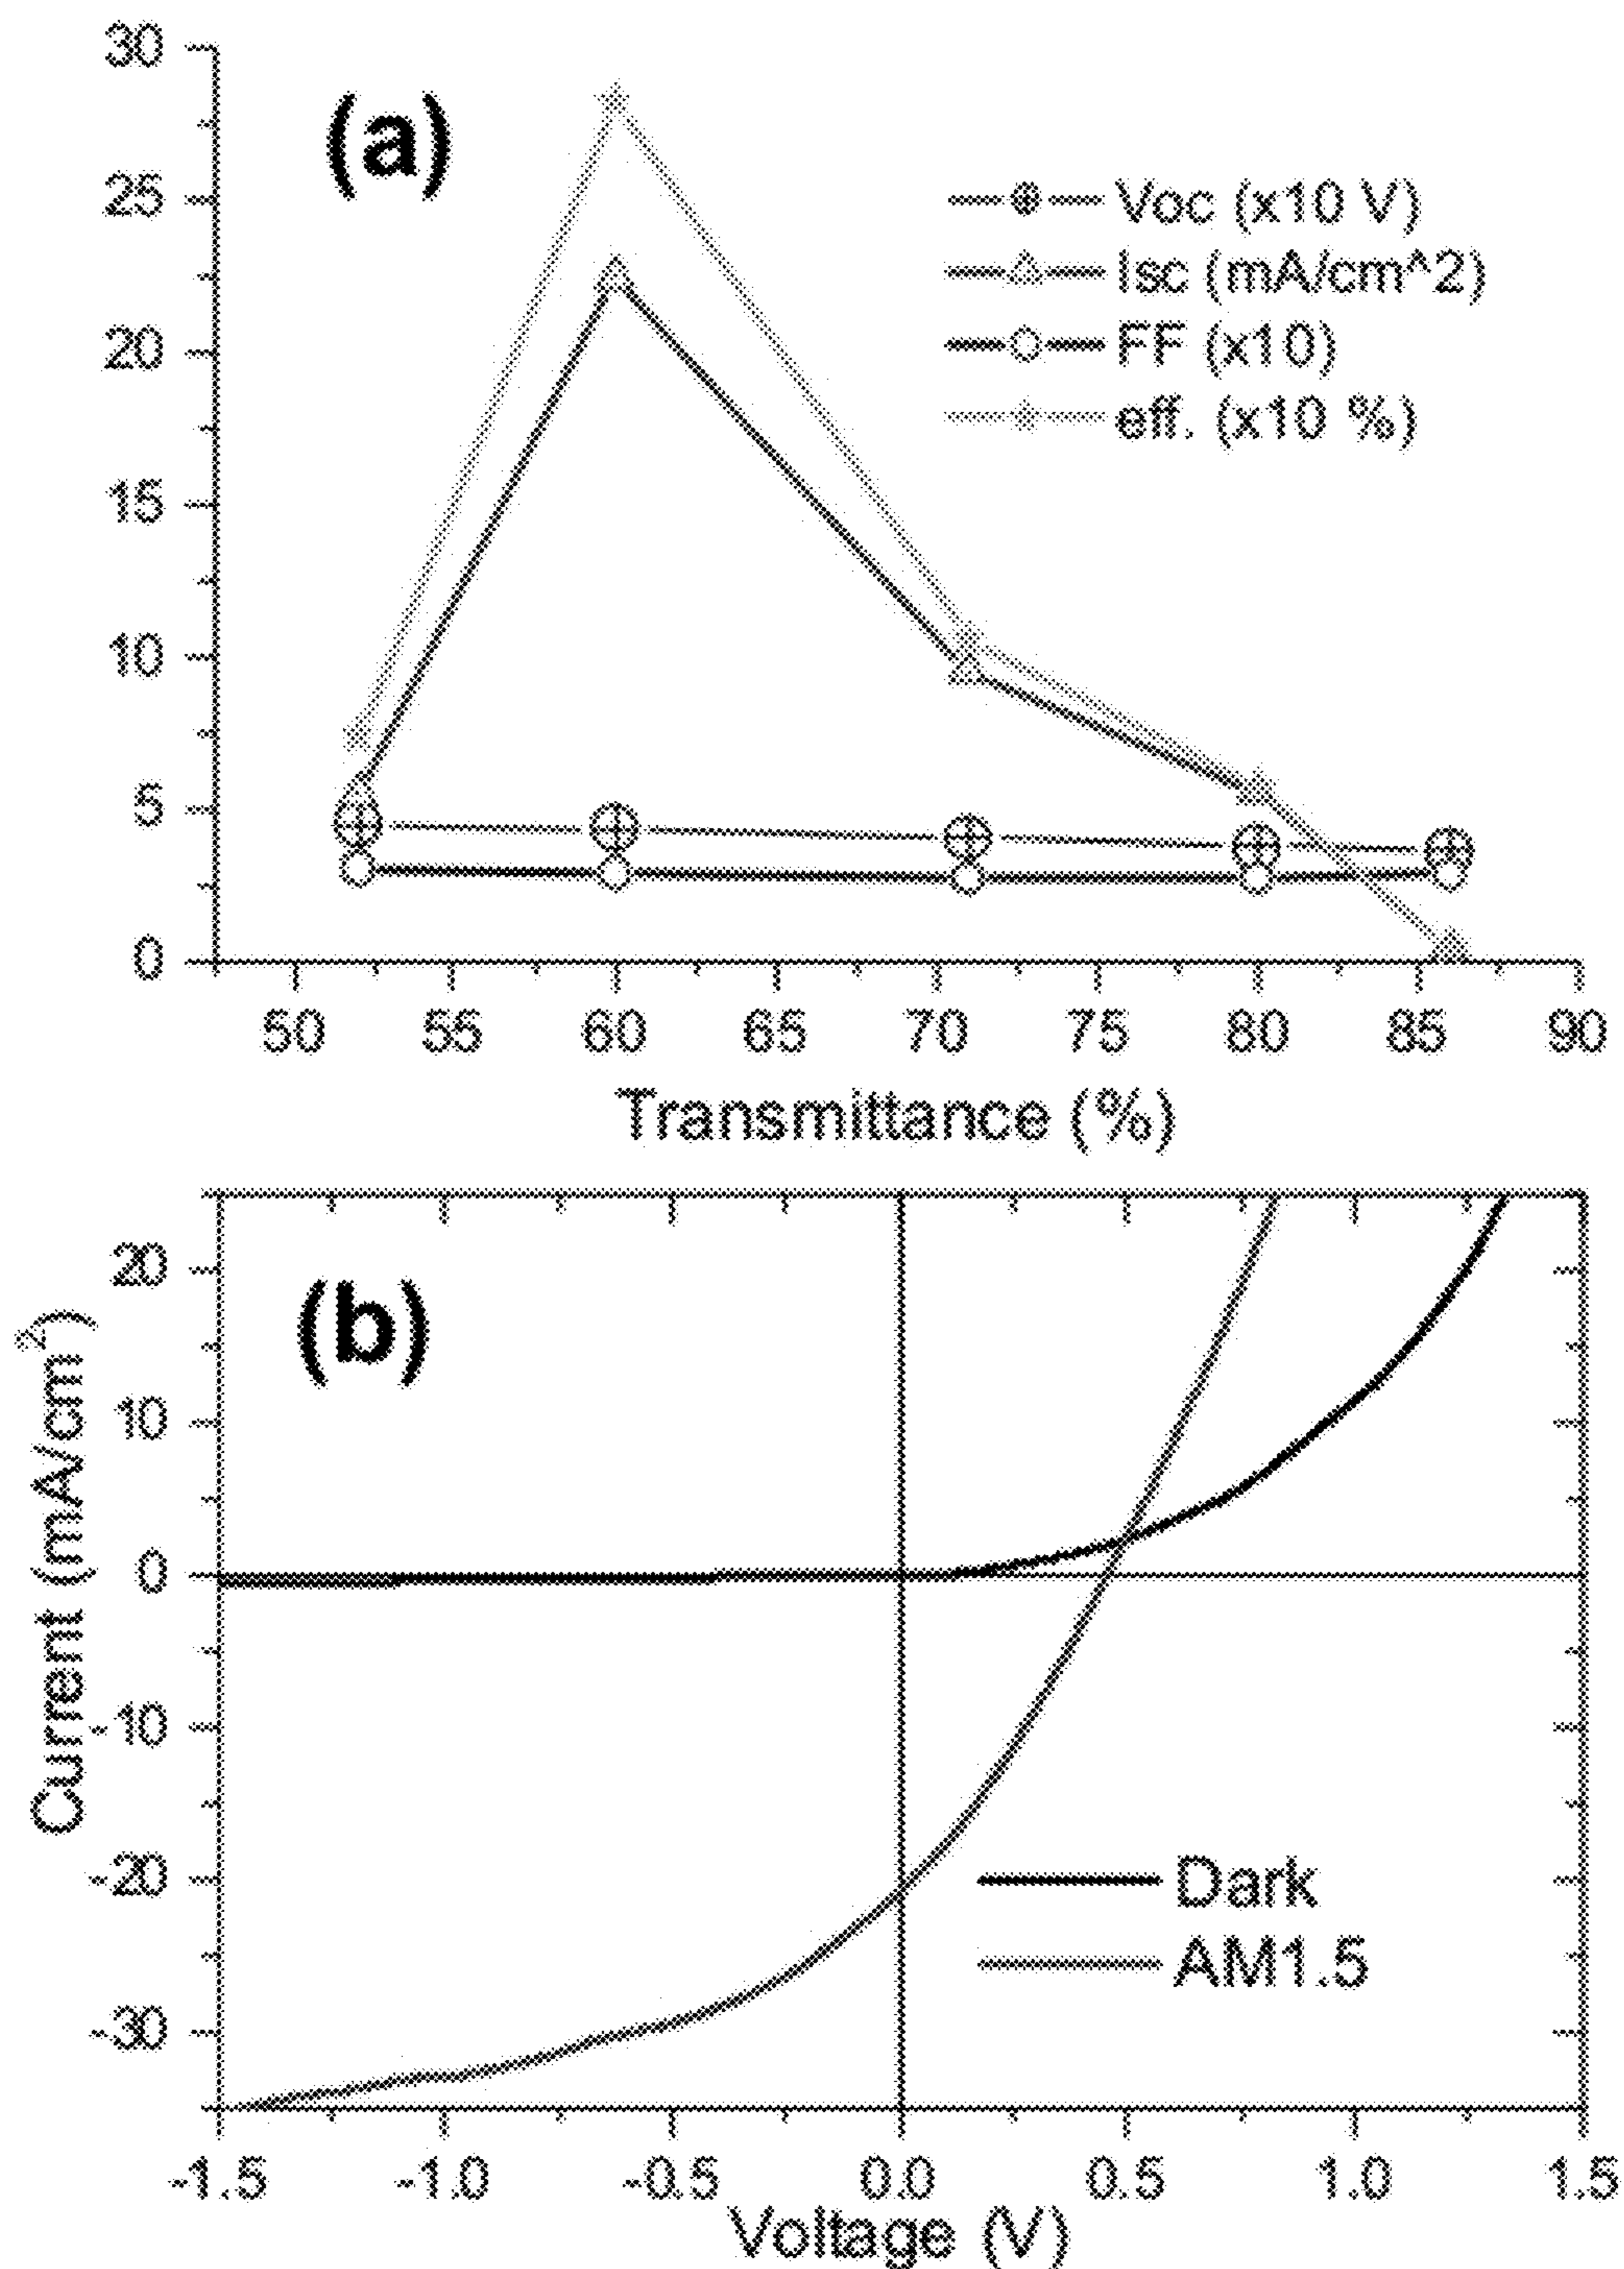 30
(a)
25
20
15
10
5
0
Voc (x10 V)
Isc (mA/cm^2)
FF (x10)
eff. (x10 %)
50 55 60 65 70 75 80 85 90
Transmittance (%)
(b)
20
10
0
-10
-20
-30
Current (mA/cm²)
Dark
AM1.5
-1.5 -1.0 -0.5 0.0 0.5 1.0 1.5
Voltage (V)